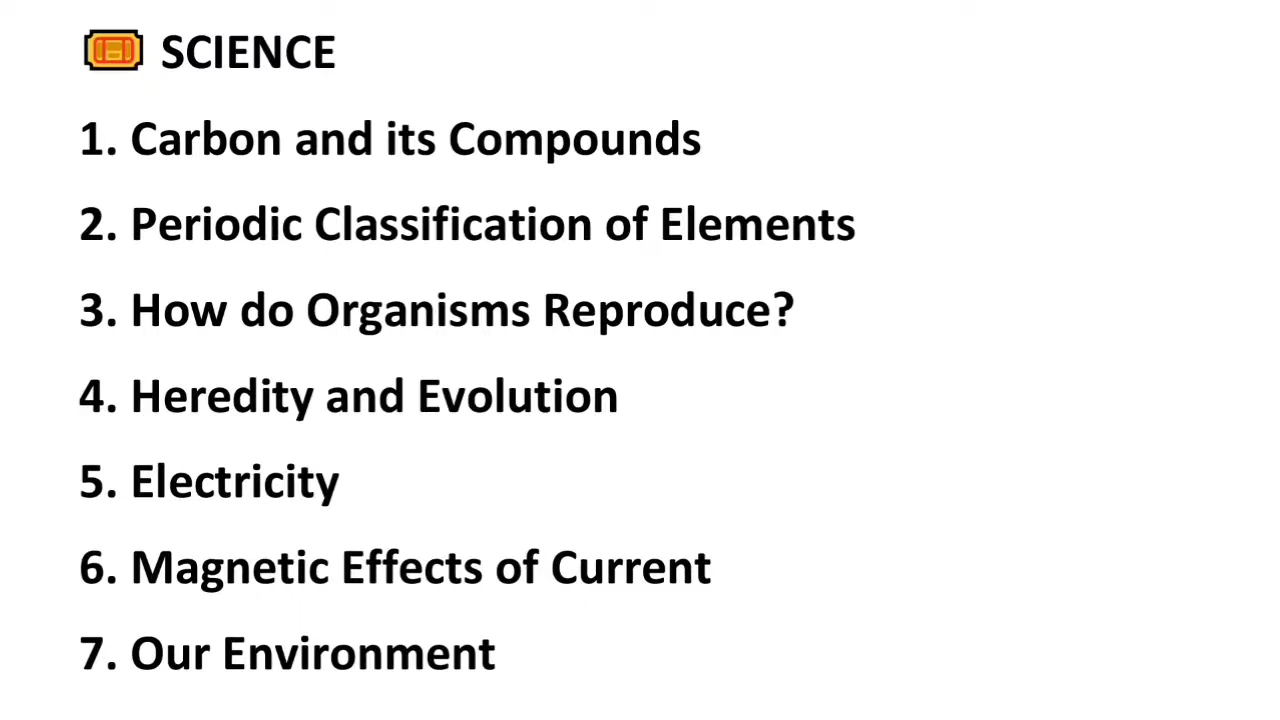 SCIENCE
1. Carbon and its Compounds
2. Periodic Classification of Elements
3. How do Organisms Reproduce?
4. Heredity and Evolution
5. Electricity
6. Magnetic Effects of Current
7. Our Environment